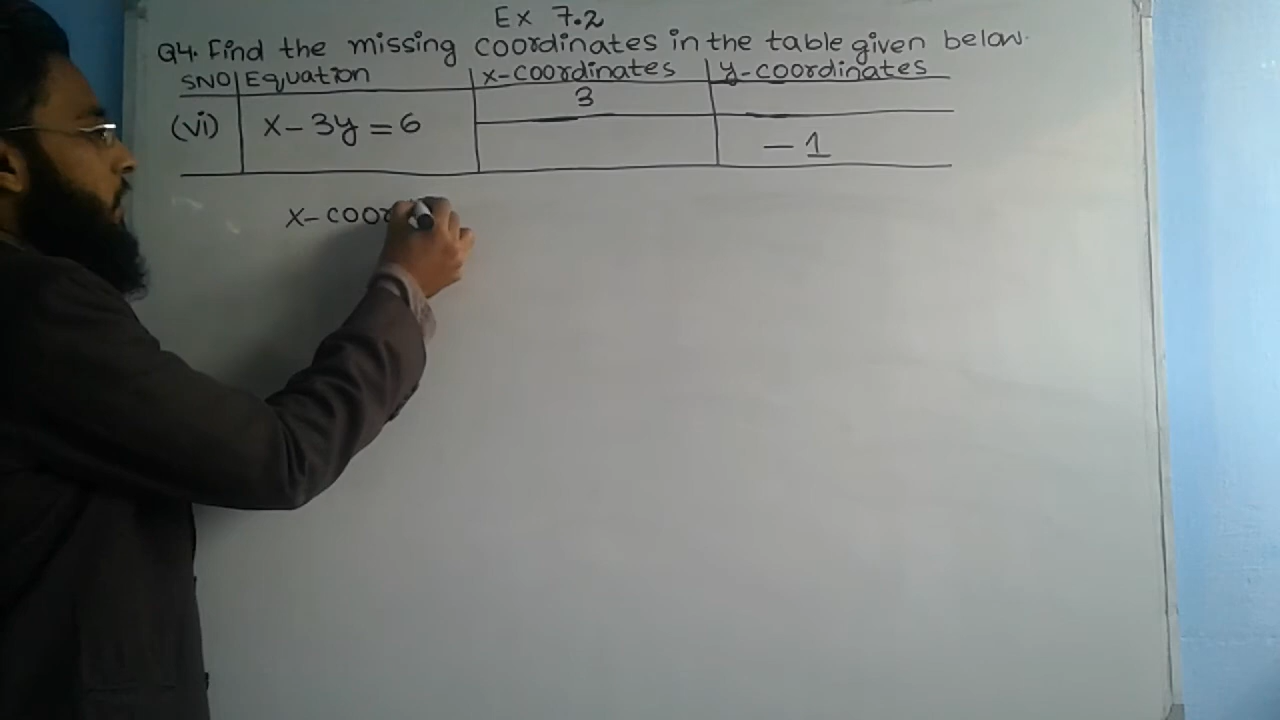 Ex 7.2
Q4. Find the missing coordinates in the table given below.
SNO Equation x-coordinates y-coordinates
3
(vi) x-3y=6
-1
x-coor